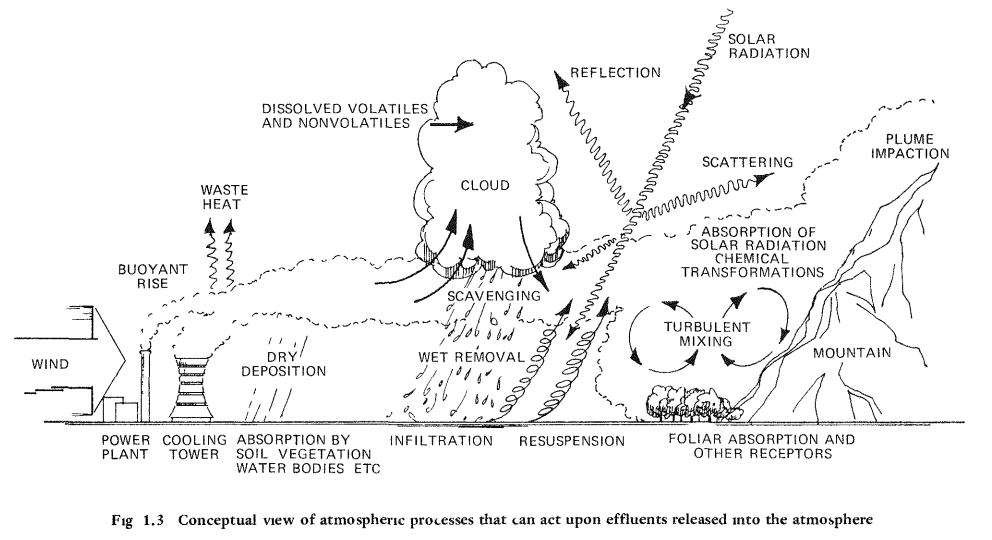 SOLAR
RADIATION
REFLECTION
DISSOLVED VOLATILES
AND NONVOLATILES
PLUME
IMPACTION
SCATTERING
CLOUD
WASTE
HEAT
ABSORPTION OF
SOLAR RADIATION
CHEMICAL
TRANSFORMATIONS
BUOYANT
RISE
SCAVENGING
TURBULENT
MIXING
WIND
DRY
DEPOSITION
WET REMOVAL
MOUNTAIN
POWER
PLANT
COOLING
TOWER
ABSORPTION BY
SOIL VEGETATION
WATER BODIES ETC
INFILTRATION
RESUSPENSION
FOLIAR ABSORPTION AND
OTHER RECEPTORS
Fig 1.3 Conceptual view of atmospheric processes that can act upon effluents released into the atmosphere